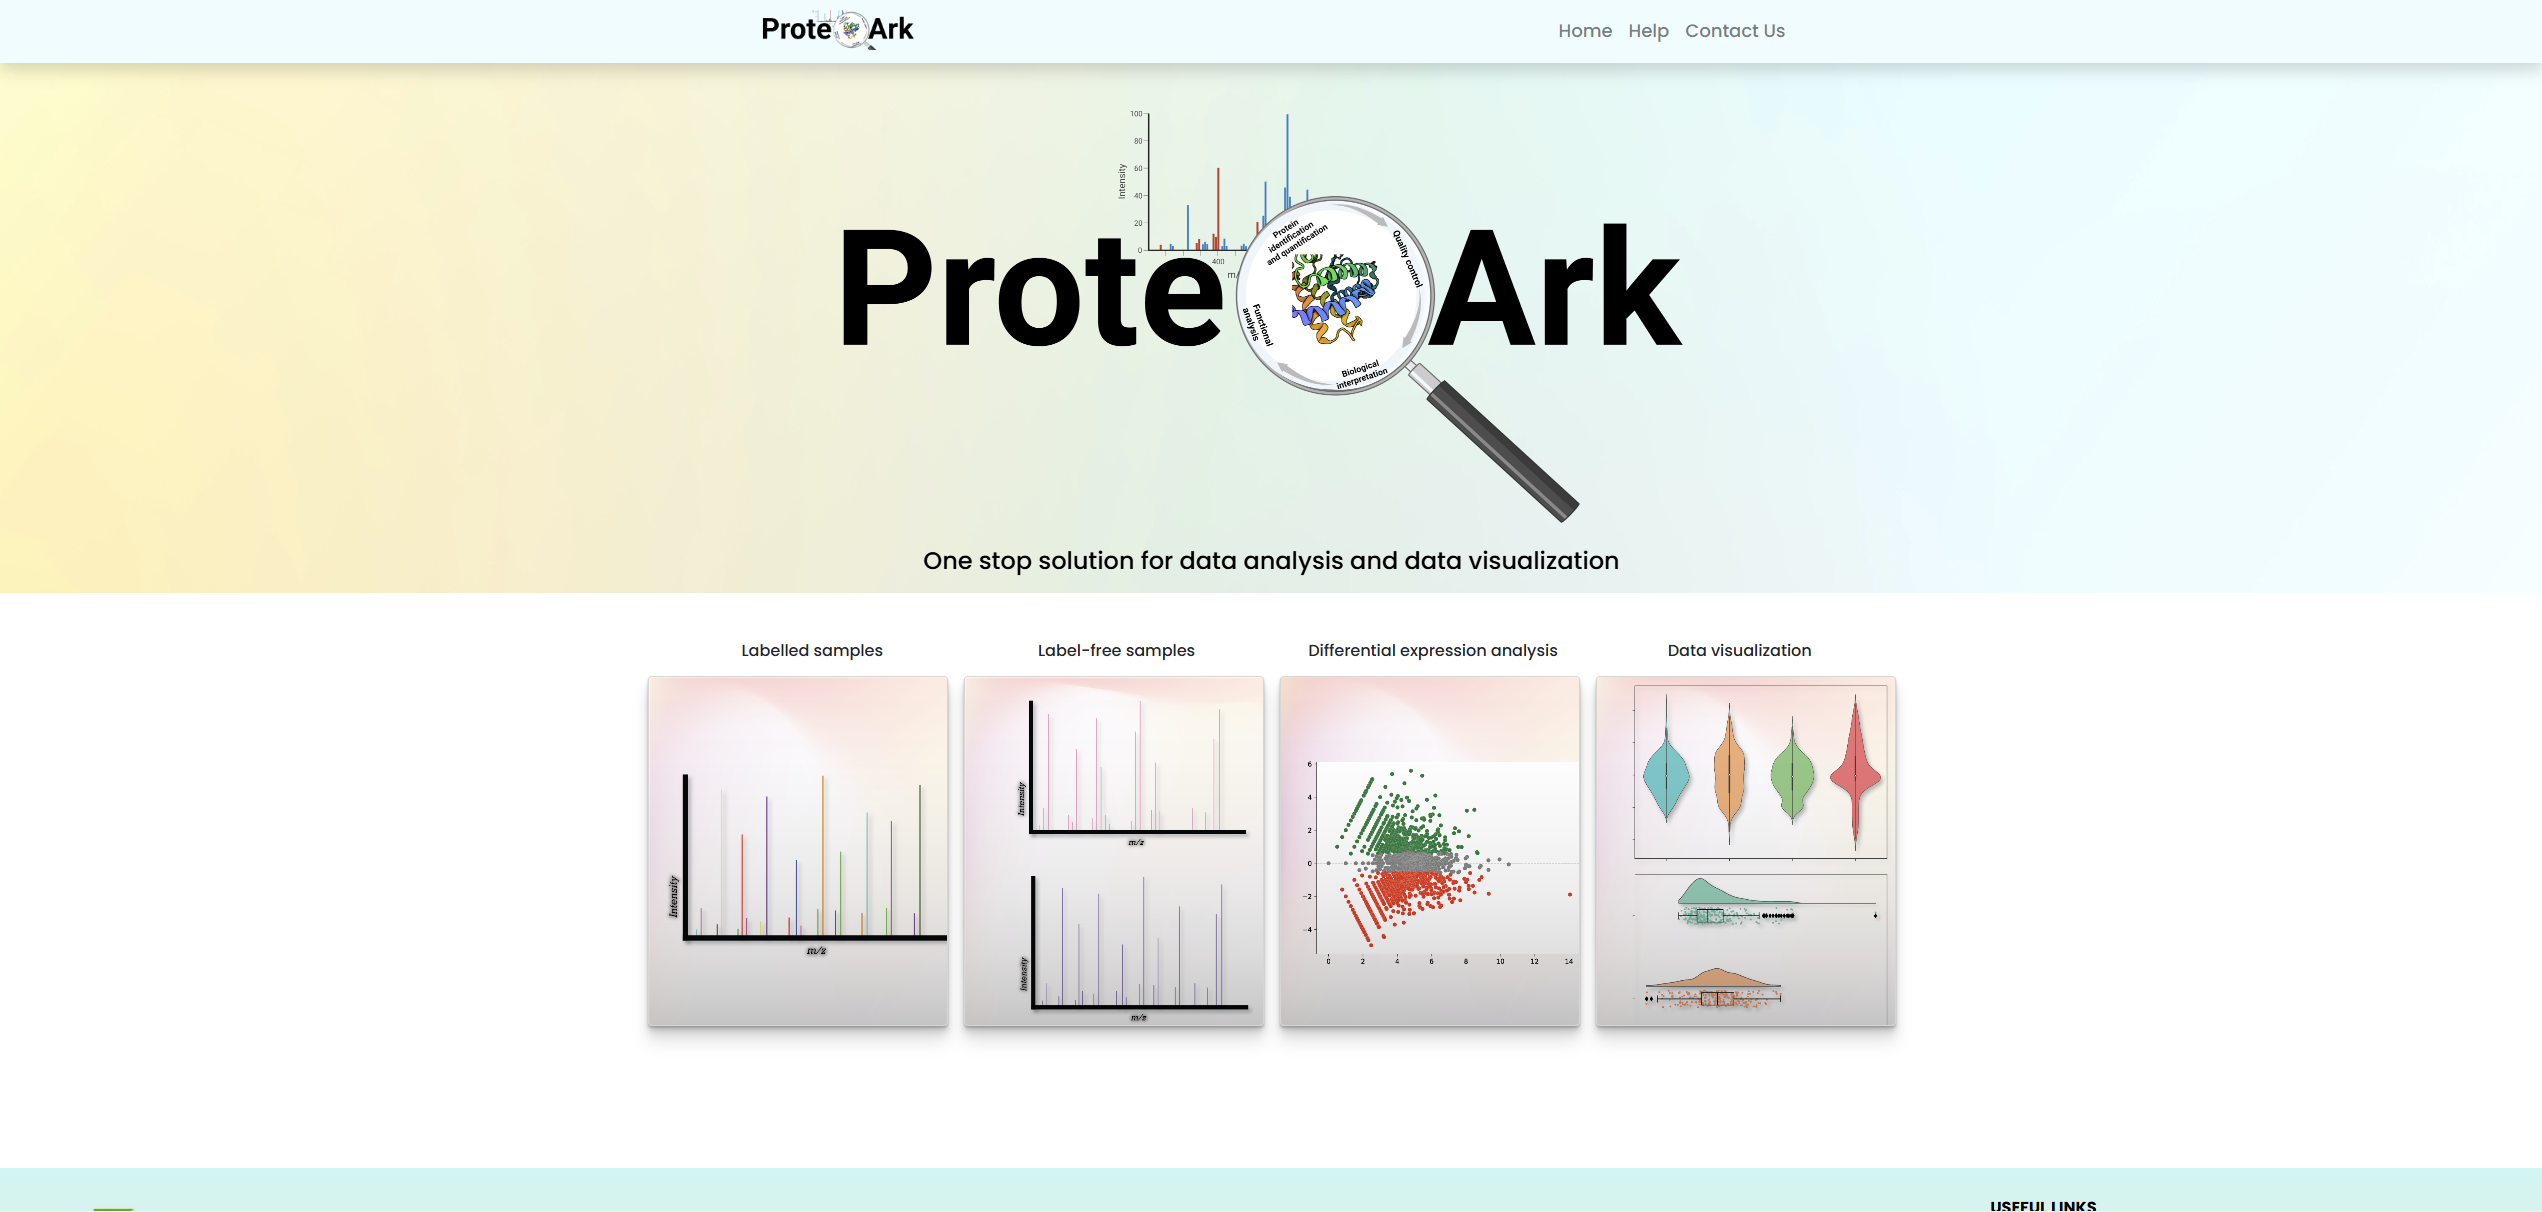 Prote Ark
Home Help Contact Us
100
80
60
40
20
0
Intensity
400
m/
Protein
identification
and quantification
Quality control
Functional
analysis
Biological
interpretation
Prote Ark
One stop solution for data analysis and data visualization
Labelled samples
Label-free samples
Differential expression analysis
Data visualization
Intensity
m/z
Intensity
m/z
Intensity
m/z
6
4
2
0
−2
−4
0 2 4 6 8 10 12 14
USEFUL LINKS